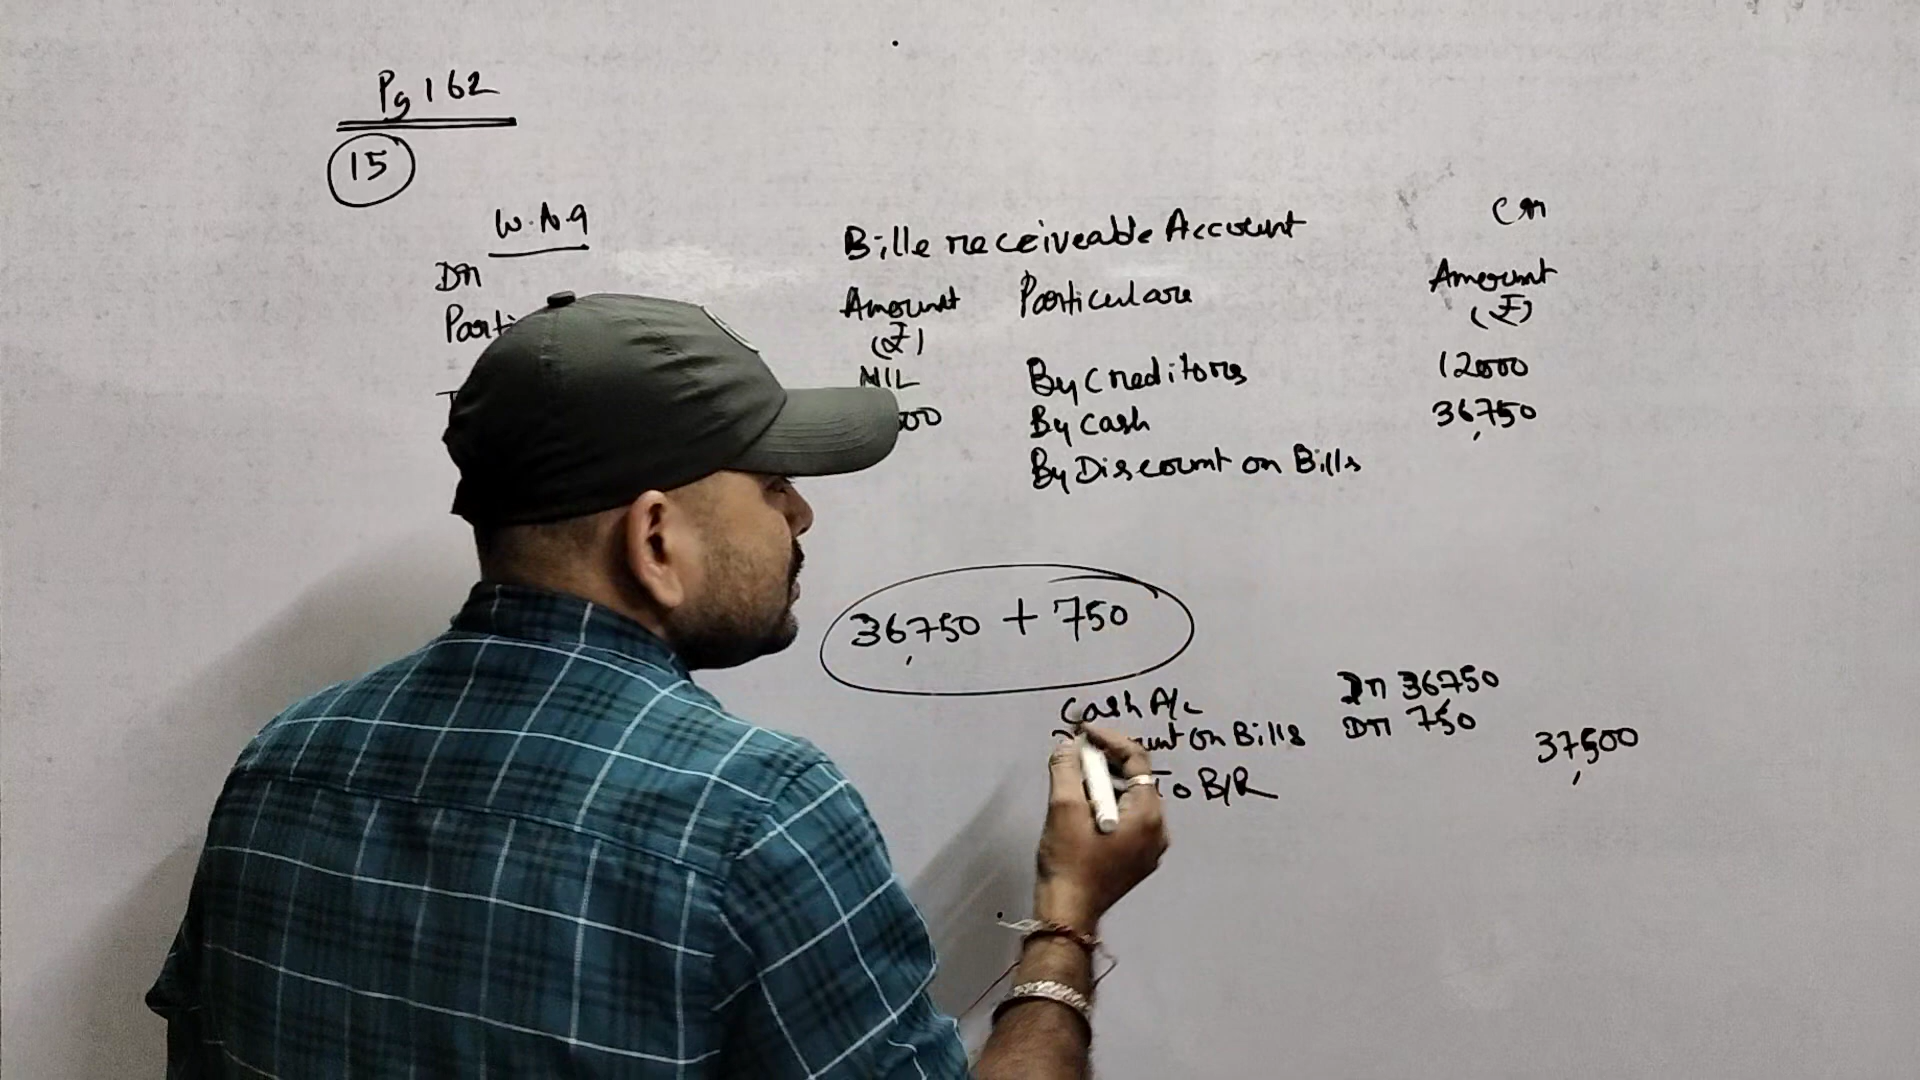 Pg 162
15
W.N.9
Dr
Bills receiveable Account
Cr
Parti
Amount
(₹)
Particulars
Amount
(₹)
NIL
By Creditors
12000
000
By Cash
36,750
By Discount on Bills
36,750 + 750
Cash A/c Dr 36750
unt on Bills Dr 750
To B/R
37,500